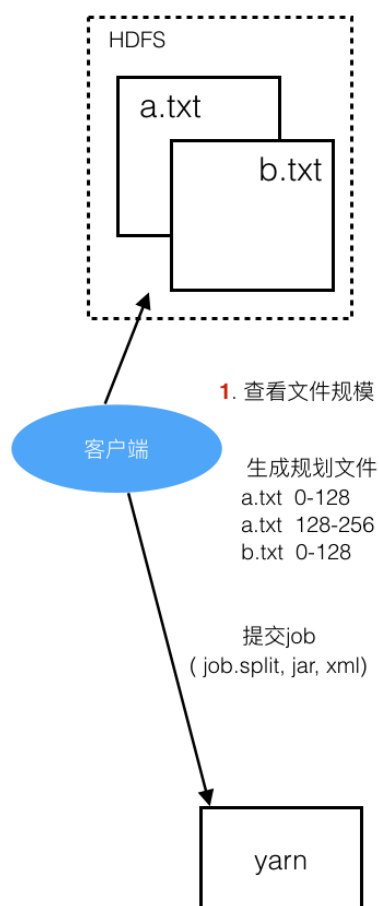 HDFS
a.txt
b.txt
1. 查看文件规模
客户端
生成规划文件
a.txt 0-128
a.txt 128-256
b.txt 0-128
提交job
( job.split, jar, xml)
yarn